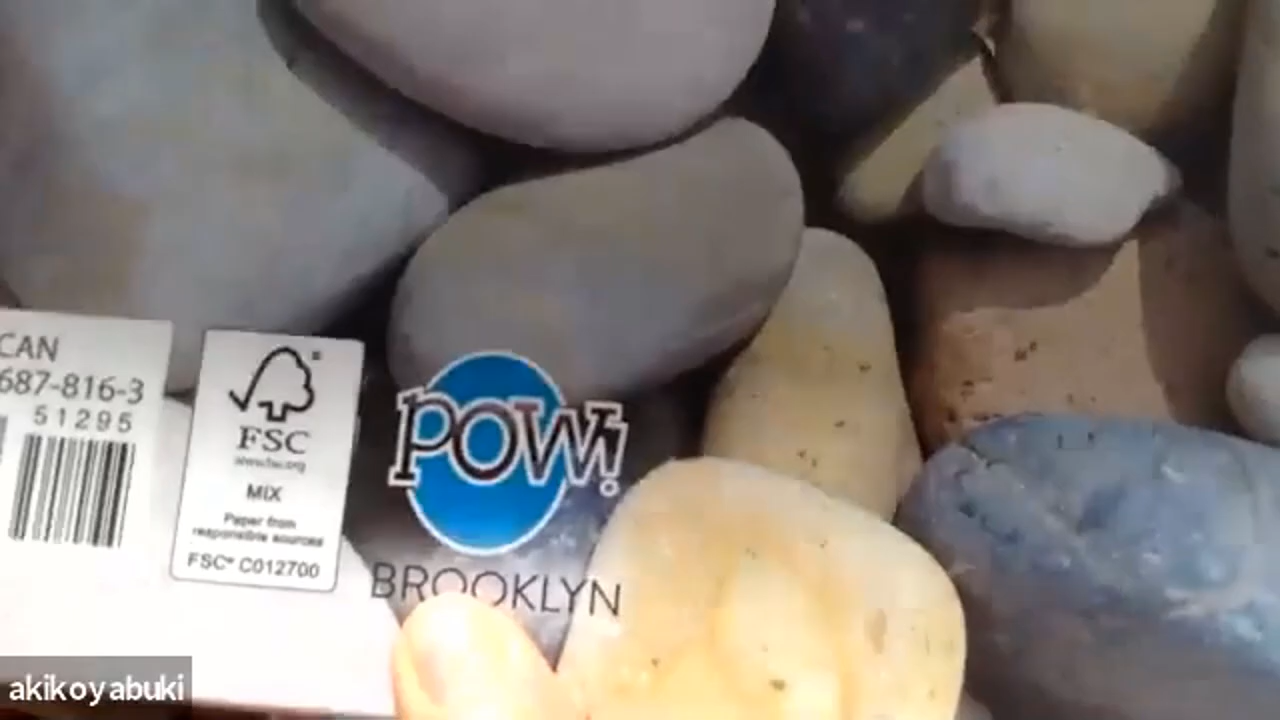 CAN
687-816-3
51295
FSC
www.fsc.org
MIX
Paper from
responsible sources
FSC® C012700
POW!
BROOKLYN
akikoyabuki